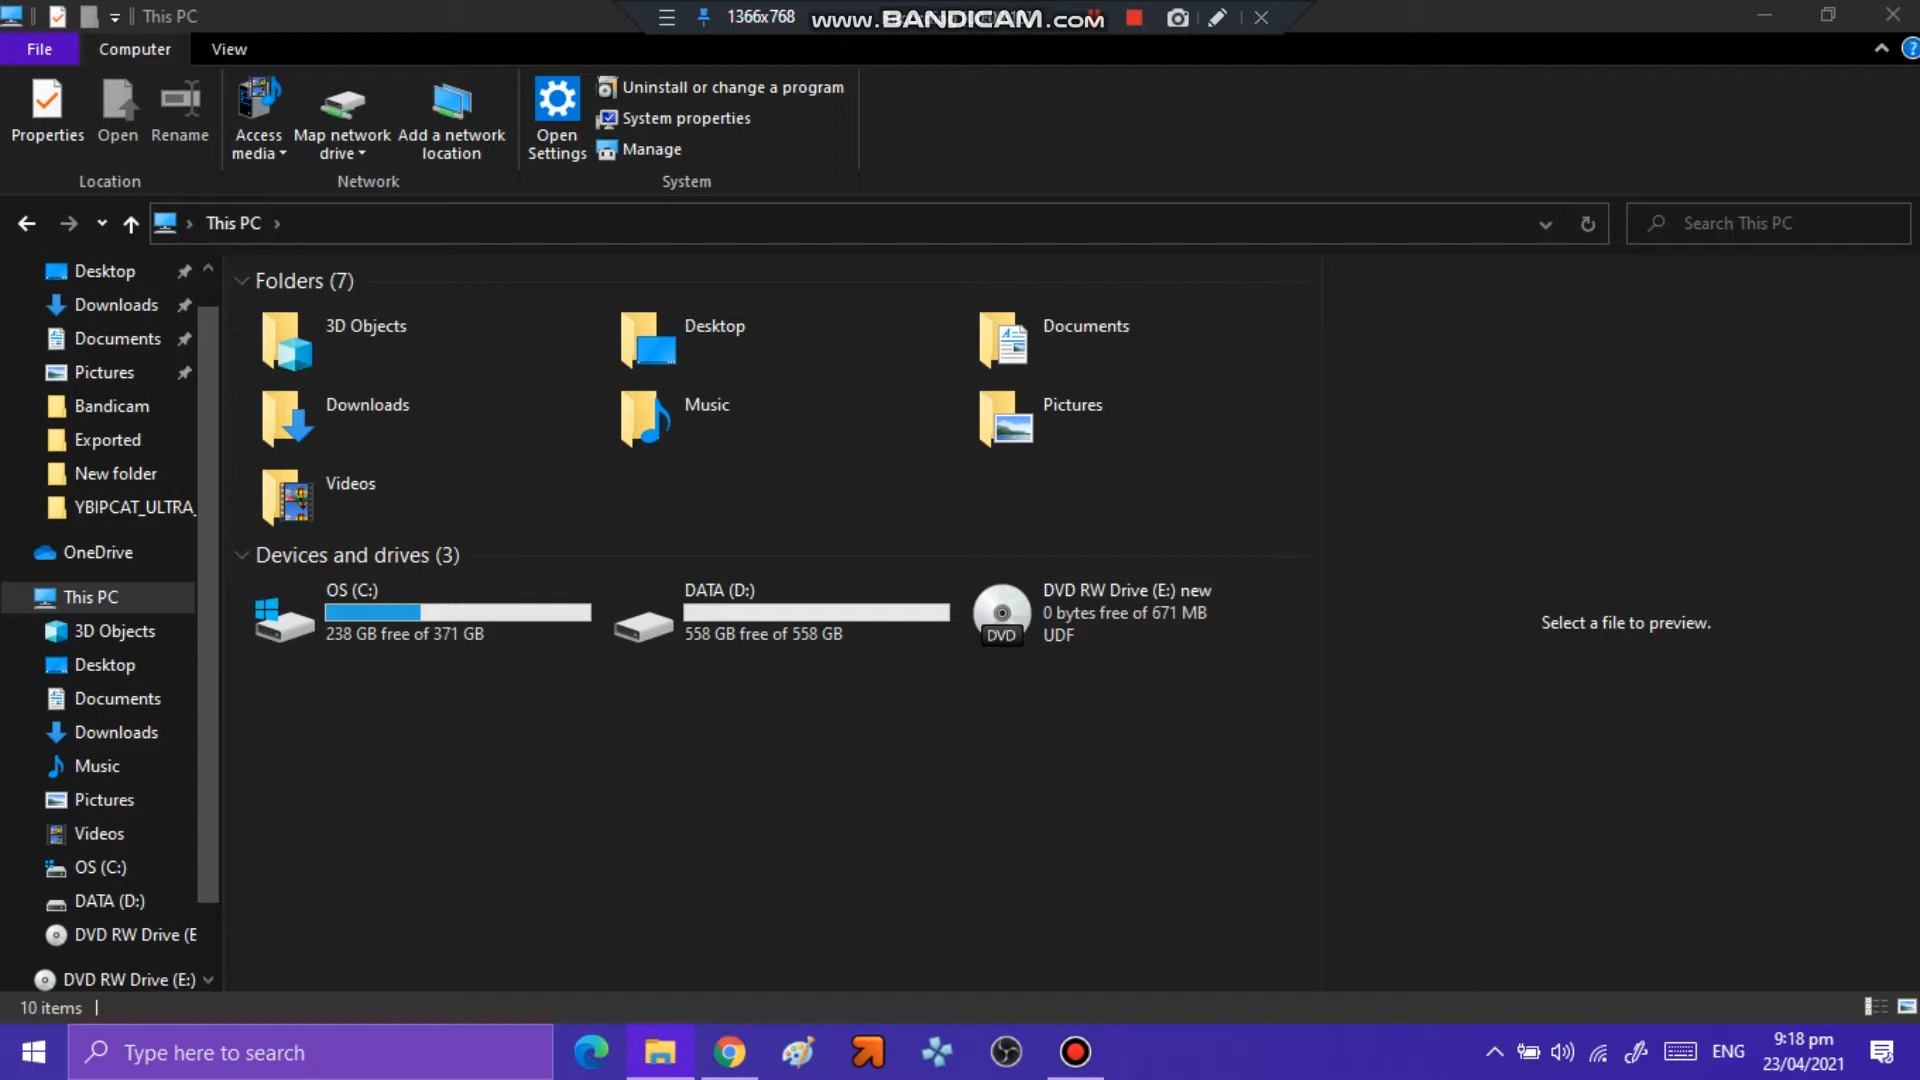 This PC
1366x768
www.BANDICAM.com
File
Computer
View
Properties
Open
Rename
Access media
Map network drive
Add a network location
Open Settings
Uninstall or change a program
System properties
Manage
Location
Network
System
This PC
Search This PC
Desktop
Downloads
Documents
Pictures
Bandicam
Exported
New folder
YBIPCAT_ULTRA_
OneDrive
This PC
3D Objects
Desktop
Documents
Downloads
Music
Pictures
Videos
OS (C:)
DATA (D:)
DVD RW Drive (E
DVD RW Drive (E:)
Folders (7)
3D Objects
Desktop
Documents
Downloads
Music
Pictures
Videos
Devices and drives (3)
OS (C:)
238 GB free of 371 GB
DATA (D:)
558 GB free of 558 GB
DVD
DVD RW Drive (E:) new
0 bytes free of 671 MB
UDF
Select a file to preview.
10 items
Type here to search
ENG
9:18 pm
23/04/2021